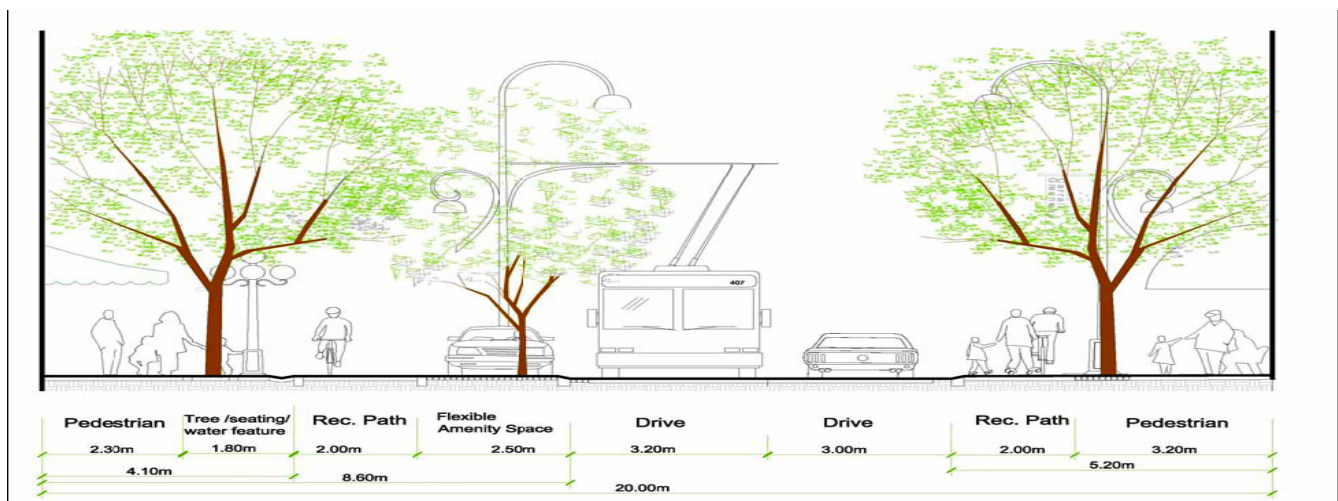 407
Pedestrian
Tree /seating/
water feature
Rec. Path
Flexible
Amenity Space
Drive
Drive
Rec. Path
Pedestrian
2.30m
1.80m
2.00m
2.50m
3.20m
3.00m
2.00m
3.20m
4.10m
8.60m
5.20m
20.00m